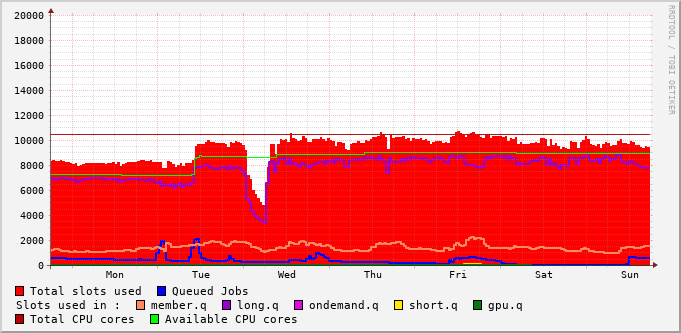 RRDTOOL / TOBI OETIKER
20000
18000
16000
14000
12000
10000
8000
6000
4000
2000
0
Mon Tue Wed Thu Fri Sat Sun
Total slots used Queued Jobs
Slots used in : member.q long.q ondemand.q short.q gpu.q
Total CPU cores Available CPU cores